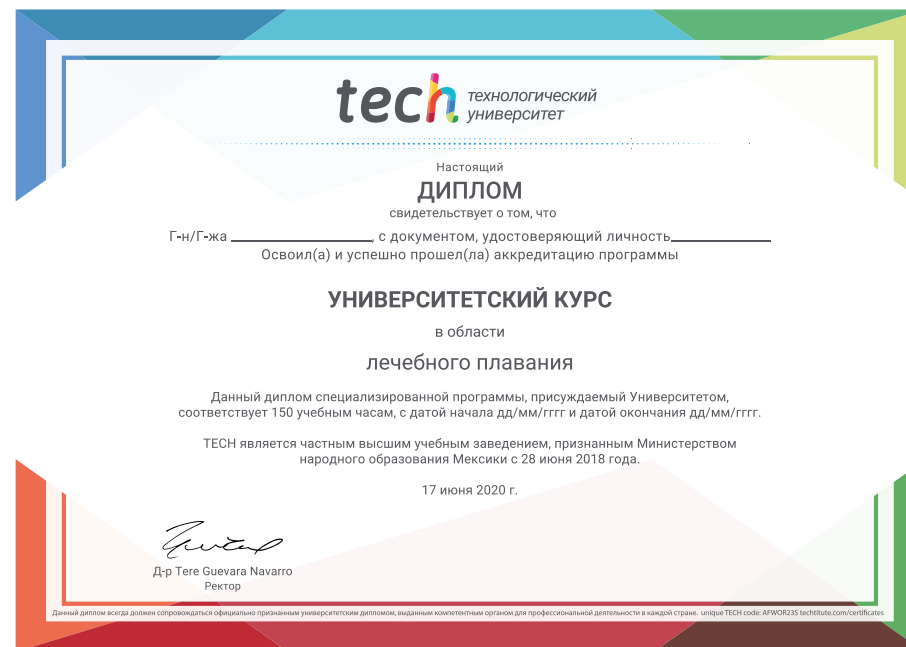 tech технологический
университет
Настоящий
ДИПЛОМ
свидетельствует о том, что
Г-н/Г-жа ____________________, с документом, удостоверяющий личность______________
Освоил(а) и успешно прошел(ла) аккредитацию программы
УНИВЕРСИТЕТСКИЙ КУРС
в области
лечебного плавания
Данный диплом специализированной программы, присуждаемый Университетом,
соответствует 150 учебным часам, с датой начала дд/мм/гггг и датой окончания дд/мм/гггг.
TECH является частным высшим учебным заведением, признанным Министерством
народного образования Мексики с 28 июня 2018 года.
17 июня 2020 г.
Д-р Tere Guevara Navarro
Ректор
Данный диплом всегда должен сопровождаться официально признанным университетским дипломом, выданным компетентным органом для профессиональной деятельности в каждой стране. unique TECH code: AFWOR23S techtitute.com/certificates